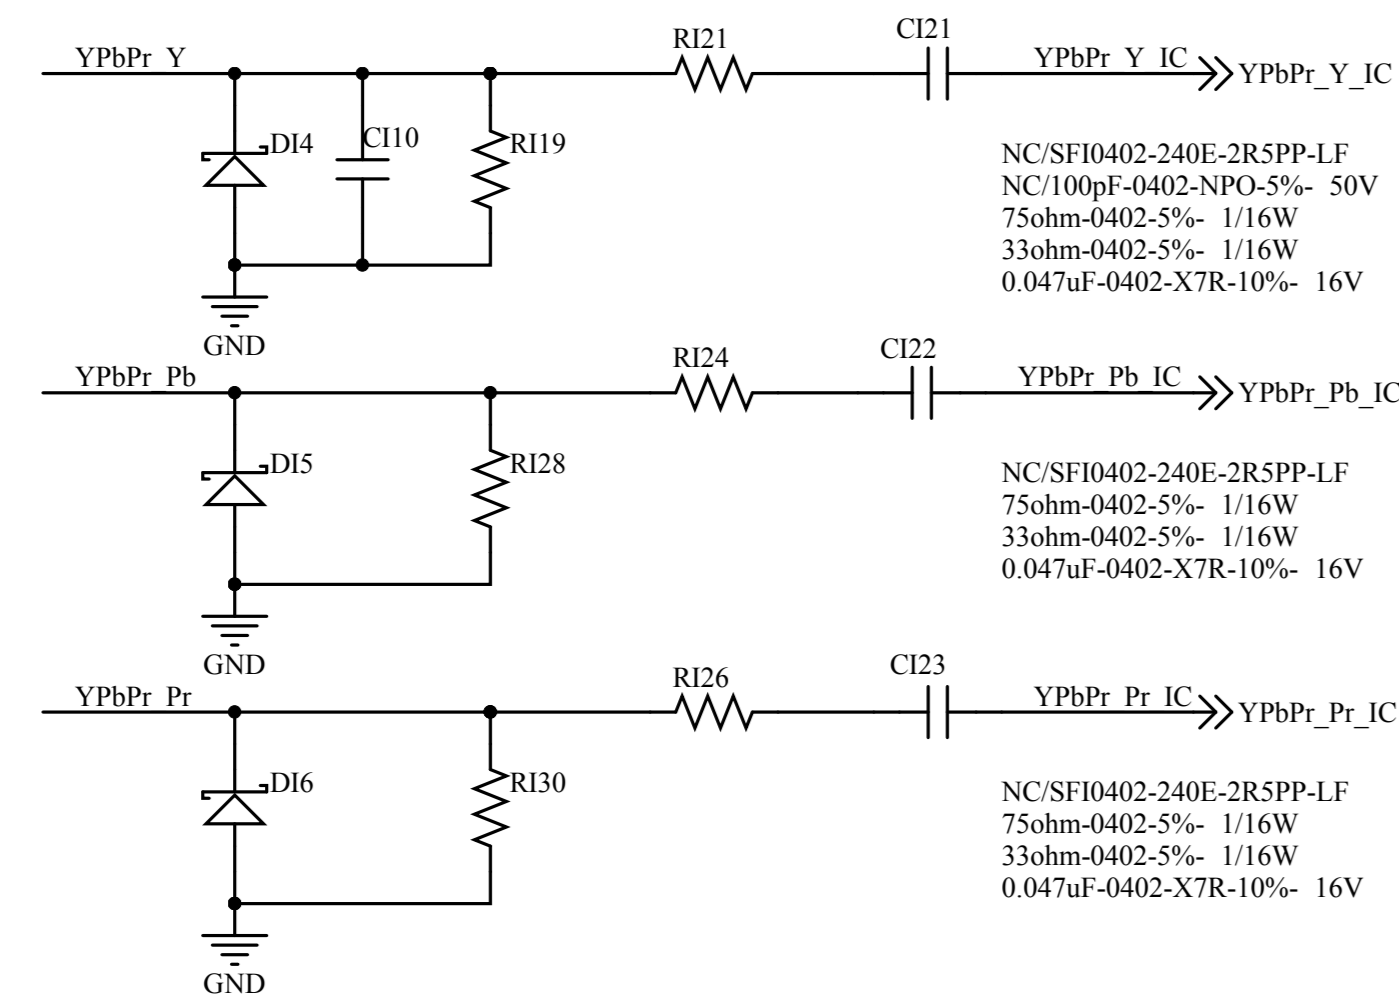 YPbPr_Y
RI21
CI21
YPbPr_Y_IC
YPbPr_Y_IC
DI4
CI10
RI19
NC/SFI0402-240E-2R5PP-LF
NC/100pF-0402-NPO-5%- 50V
75ohm-0402-5%- 1/16W
33ohm-0402-5%- 1/16W
0.047uF-0402-X7R-10%- 16V
GND
YPbPr_Pb
RI24
CI22
YPbPr_Pb_IC
YPbPr_Pb_IC
DI5
RI28
NC/SFI0402-240E-2R5PP-LF
75ohm-0402-5%- 1/16W
33ohm-0402-5%- 1/16W
0.047uF-0402-X7R-10%- 16V
GND
YPbPr_Pr
RI26
CI23
YPbPr_Pr_IC
YPbPr_Pr_IC
DI6
RI30
NC/SFI0402-240E-2R5PP-LF
75ohm-0402-5%- 1/16W
33ohm-0402-5%- 1/16W
0.047uF-0402-X7R-10%- 16V
GND